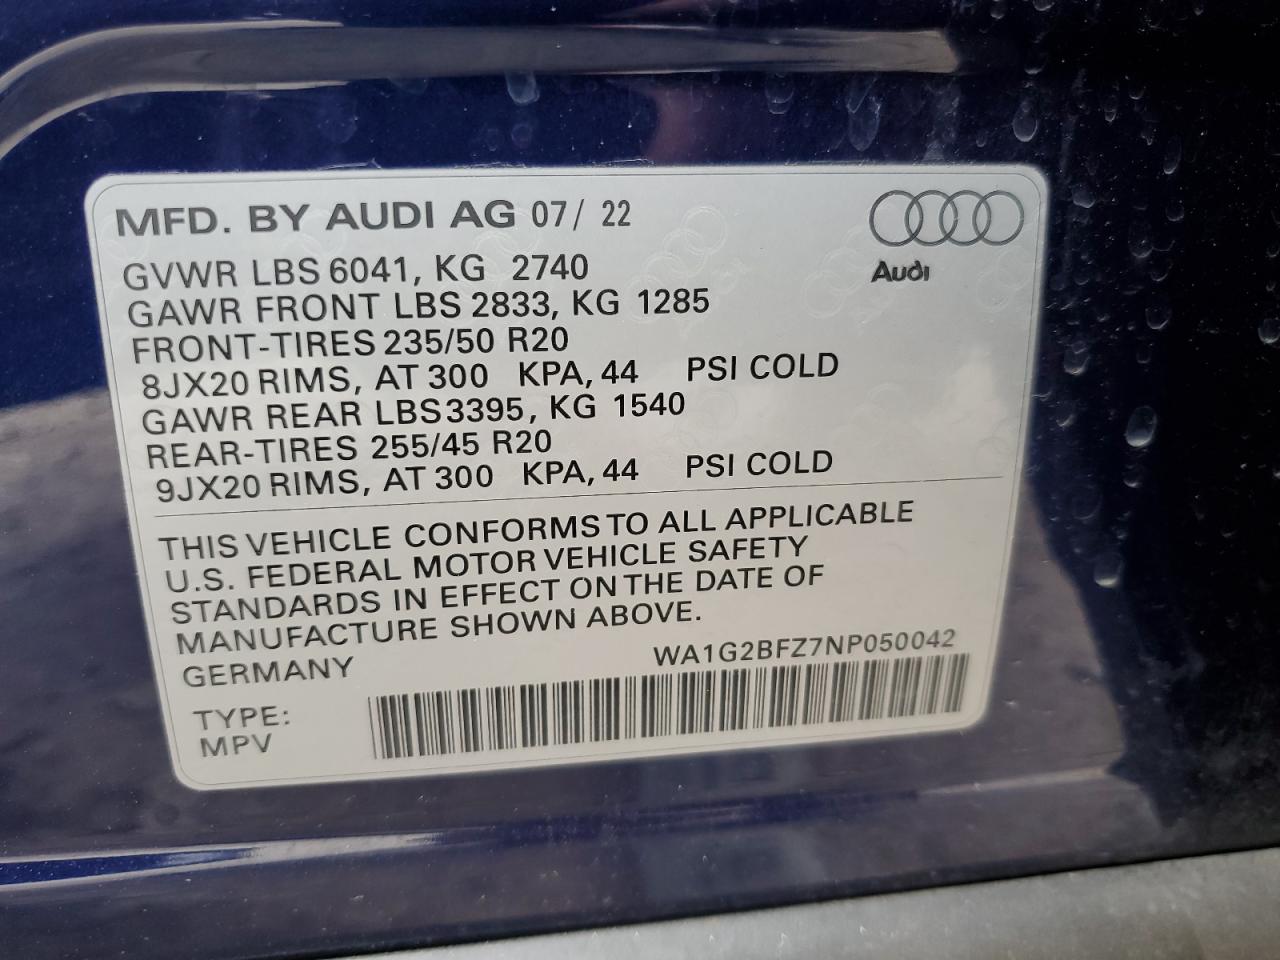 MFD. BY AUDI AG 07/ 22
Audi
GVWR LBS 6041, KG 2740
GAWR FRONT LBS 2833, KG 1285
FRONT-TIRES 235/50 R20
8JX20 RIMS, AT 300 KPA, 44 PSI COLD
GAWR REAR LBS 3395, KG 1540
REAR-TIRES 255/45 R20
9JX20 RIMS, AT 300 KPA, 44 PSI COLD
THIS VEHICLE CONFORMS TO ALL APPLICABLE
U.S. FEDERAL MOTOR VEHICLE SAFETY
STANDARDS IN EFFECT ON THE DATE OF
MANUFACTURE SHOWN ABOVE.
GERMANY WA1G2BFZ7NP050042
TYPE:
MPV